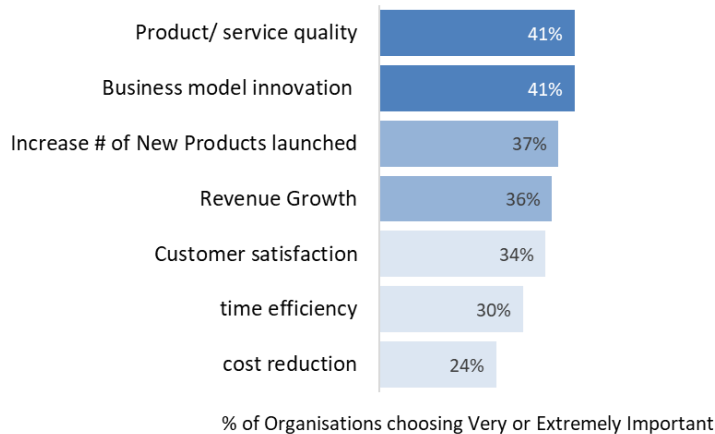 Product/ service quality 41%
Business model innovation 41%
Increase # of New Products launched 37%
Revenue Growth 36%
Customer satisfaction 34%
time efficiency 30%
cost reduction 24%
% of Organisations choosing Very or Extremely Important